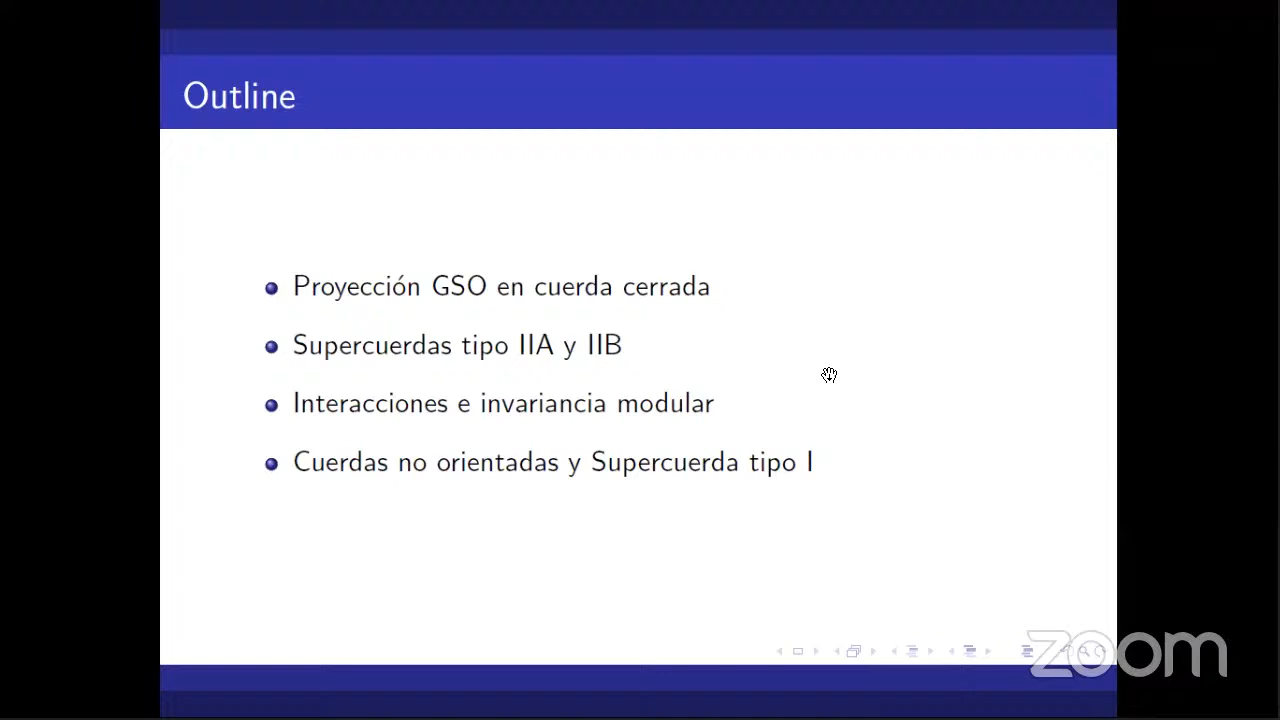 Outline
Proyección GSO en cuerda cerrada
Supercuerdas tipo IIA y IIB
Interacciones e invariancia modular
Cuerdas no orientadas y Supercuerda tipo I
zoom